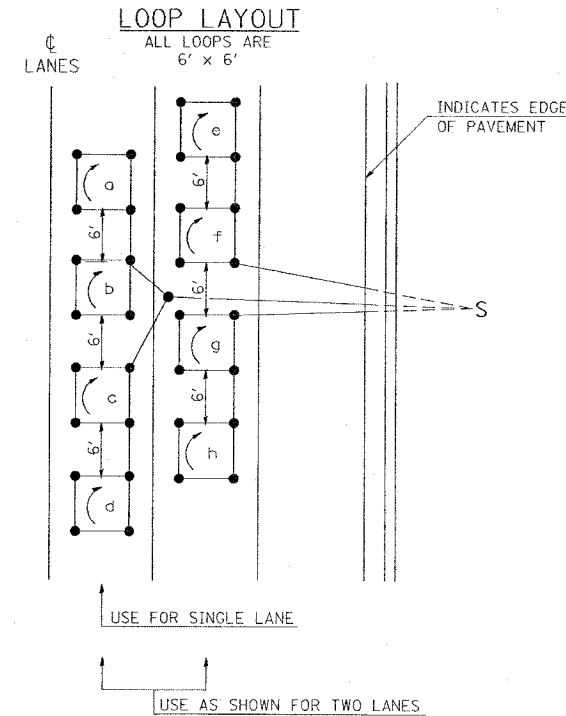 LOOP LAYOUT
ALL LOOPS ARE
6' x 6'
℄
LANES
INDICATES EDGE
OF PAVEMENT
e
6'
a
f
6'
6'
b
S
g
6'
6'
c
h
6'
d
USE FOR SINGLE LANE
USE AS SHOWN FOR TWO LANES